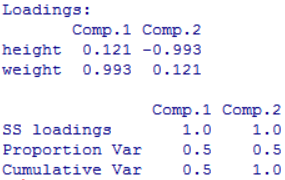 Loadings:
Comp.1 Comp.2
height 0.121 -0.993
weight 0.993 0.121
Comp.1 Comp.2
SS loadings 1.0 1.0
Proportion Var 0.5 0.5
Cumulative Var 0.5 1.0